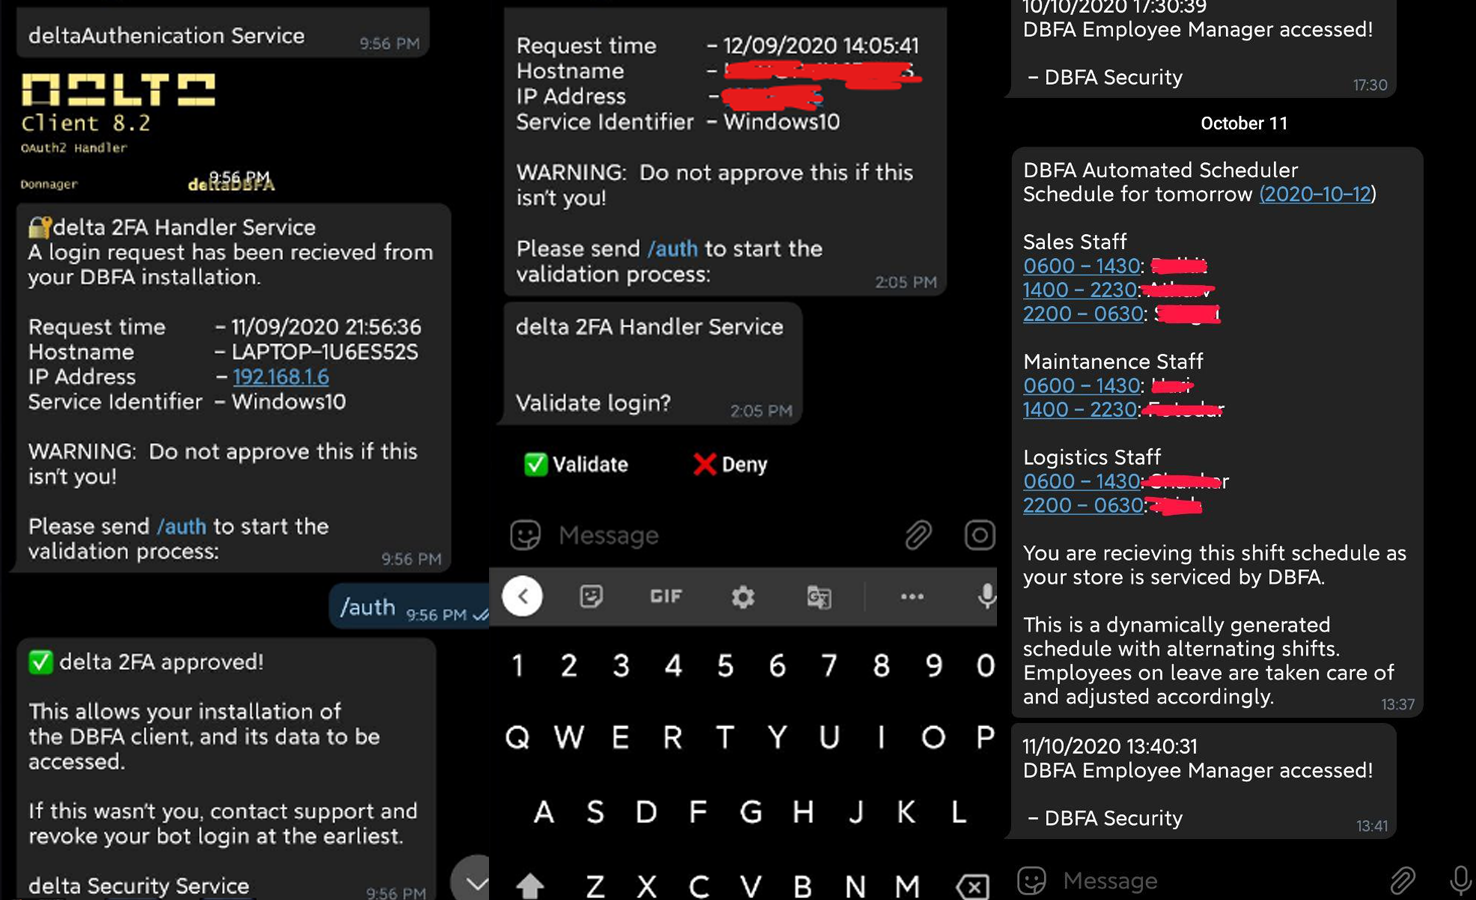 deltaAuthenication Service
9:56 PM
DELTA
Client 8.2
OAuth2 Handler
9:56 PM
Donnager
deltaDBFA
🔐delta 2FA Handler Service
A login request has been recieved from
your DBFA installation.
Request time - 11/09/2020 21:56:36
Hostname - LAPTOP-1U6ES52S
IP Address - 192.168.1.6
Service Identifier - Windows10
WARNING: Do not approve this if this
isn't you!
Please send /auth to start the
validation process:
9:56 PM
/auth 9:56 PM
✅ delta 2FA approved!
This allows your installation of
the DBFA client, and its data to be
accessed.
If this wasn't you, contact support and
revoke your bot login at the earliest.
delta Security Service
9:56 PM
Request time - 12/09/2020 14:05:41
Hostname -
IP Address -
Service Identifier - Windows10
WARNING: Do not approve this if this
isn't you!
Please send /auth to start the
validation process:
2:05 PM
delta 2FA Handler Service
Validate login?
2:05 PM
✅ Validate ❌ Deny
Message
GIF
1 2 3 4 5 6 7 8 9 0
Q W E R T Y U I O P
A S D F G H J K L
Z X C V B N M
10/10/2020 17:30:39
DBFA Employee Manager accessed!
- DBFA Security
17:30
October 11
DBFA Automated Scheduler
Schedule for tomorrow (2020-10-12)
Sales Staff
0600 - 1430:
1400 - 2230:
2200 - 0630:
Maintanence Staff
0600 - 1430:
1400 - 2230:
Logistics Staff
0600 - 1430:
2200 - 0630:
You are recieving this shift schedule as
your store is serviced by DBFA.
This is a dynamically generated
schedule with alternating shifts.
Employees on leave are taken care of
and adjusted accordingly.
13:37
11/10/2020 13:40:31
DBFA Employee Manager accessed!
- DBFA Security
13:41
Message